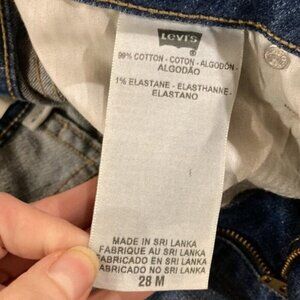 LEVI'S
®
99% COTTON - COTON - ALGODÓN -
ALGODÃO
1% ELASTANE - ELASTHANNE -
ELASTANO
MADE IN SRI LANKA
FABRIQUE AU SRI LANKA
FABRICADO EN SRI LANKA
FABRICADO NO SRI LANKA
28 M